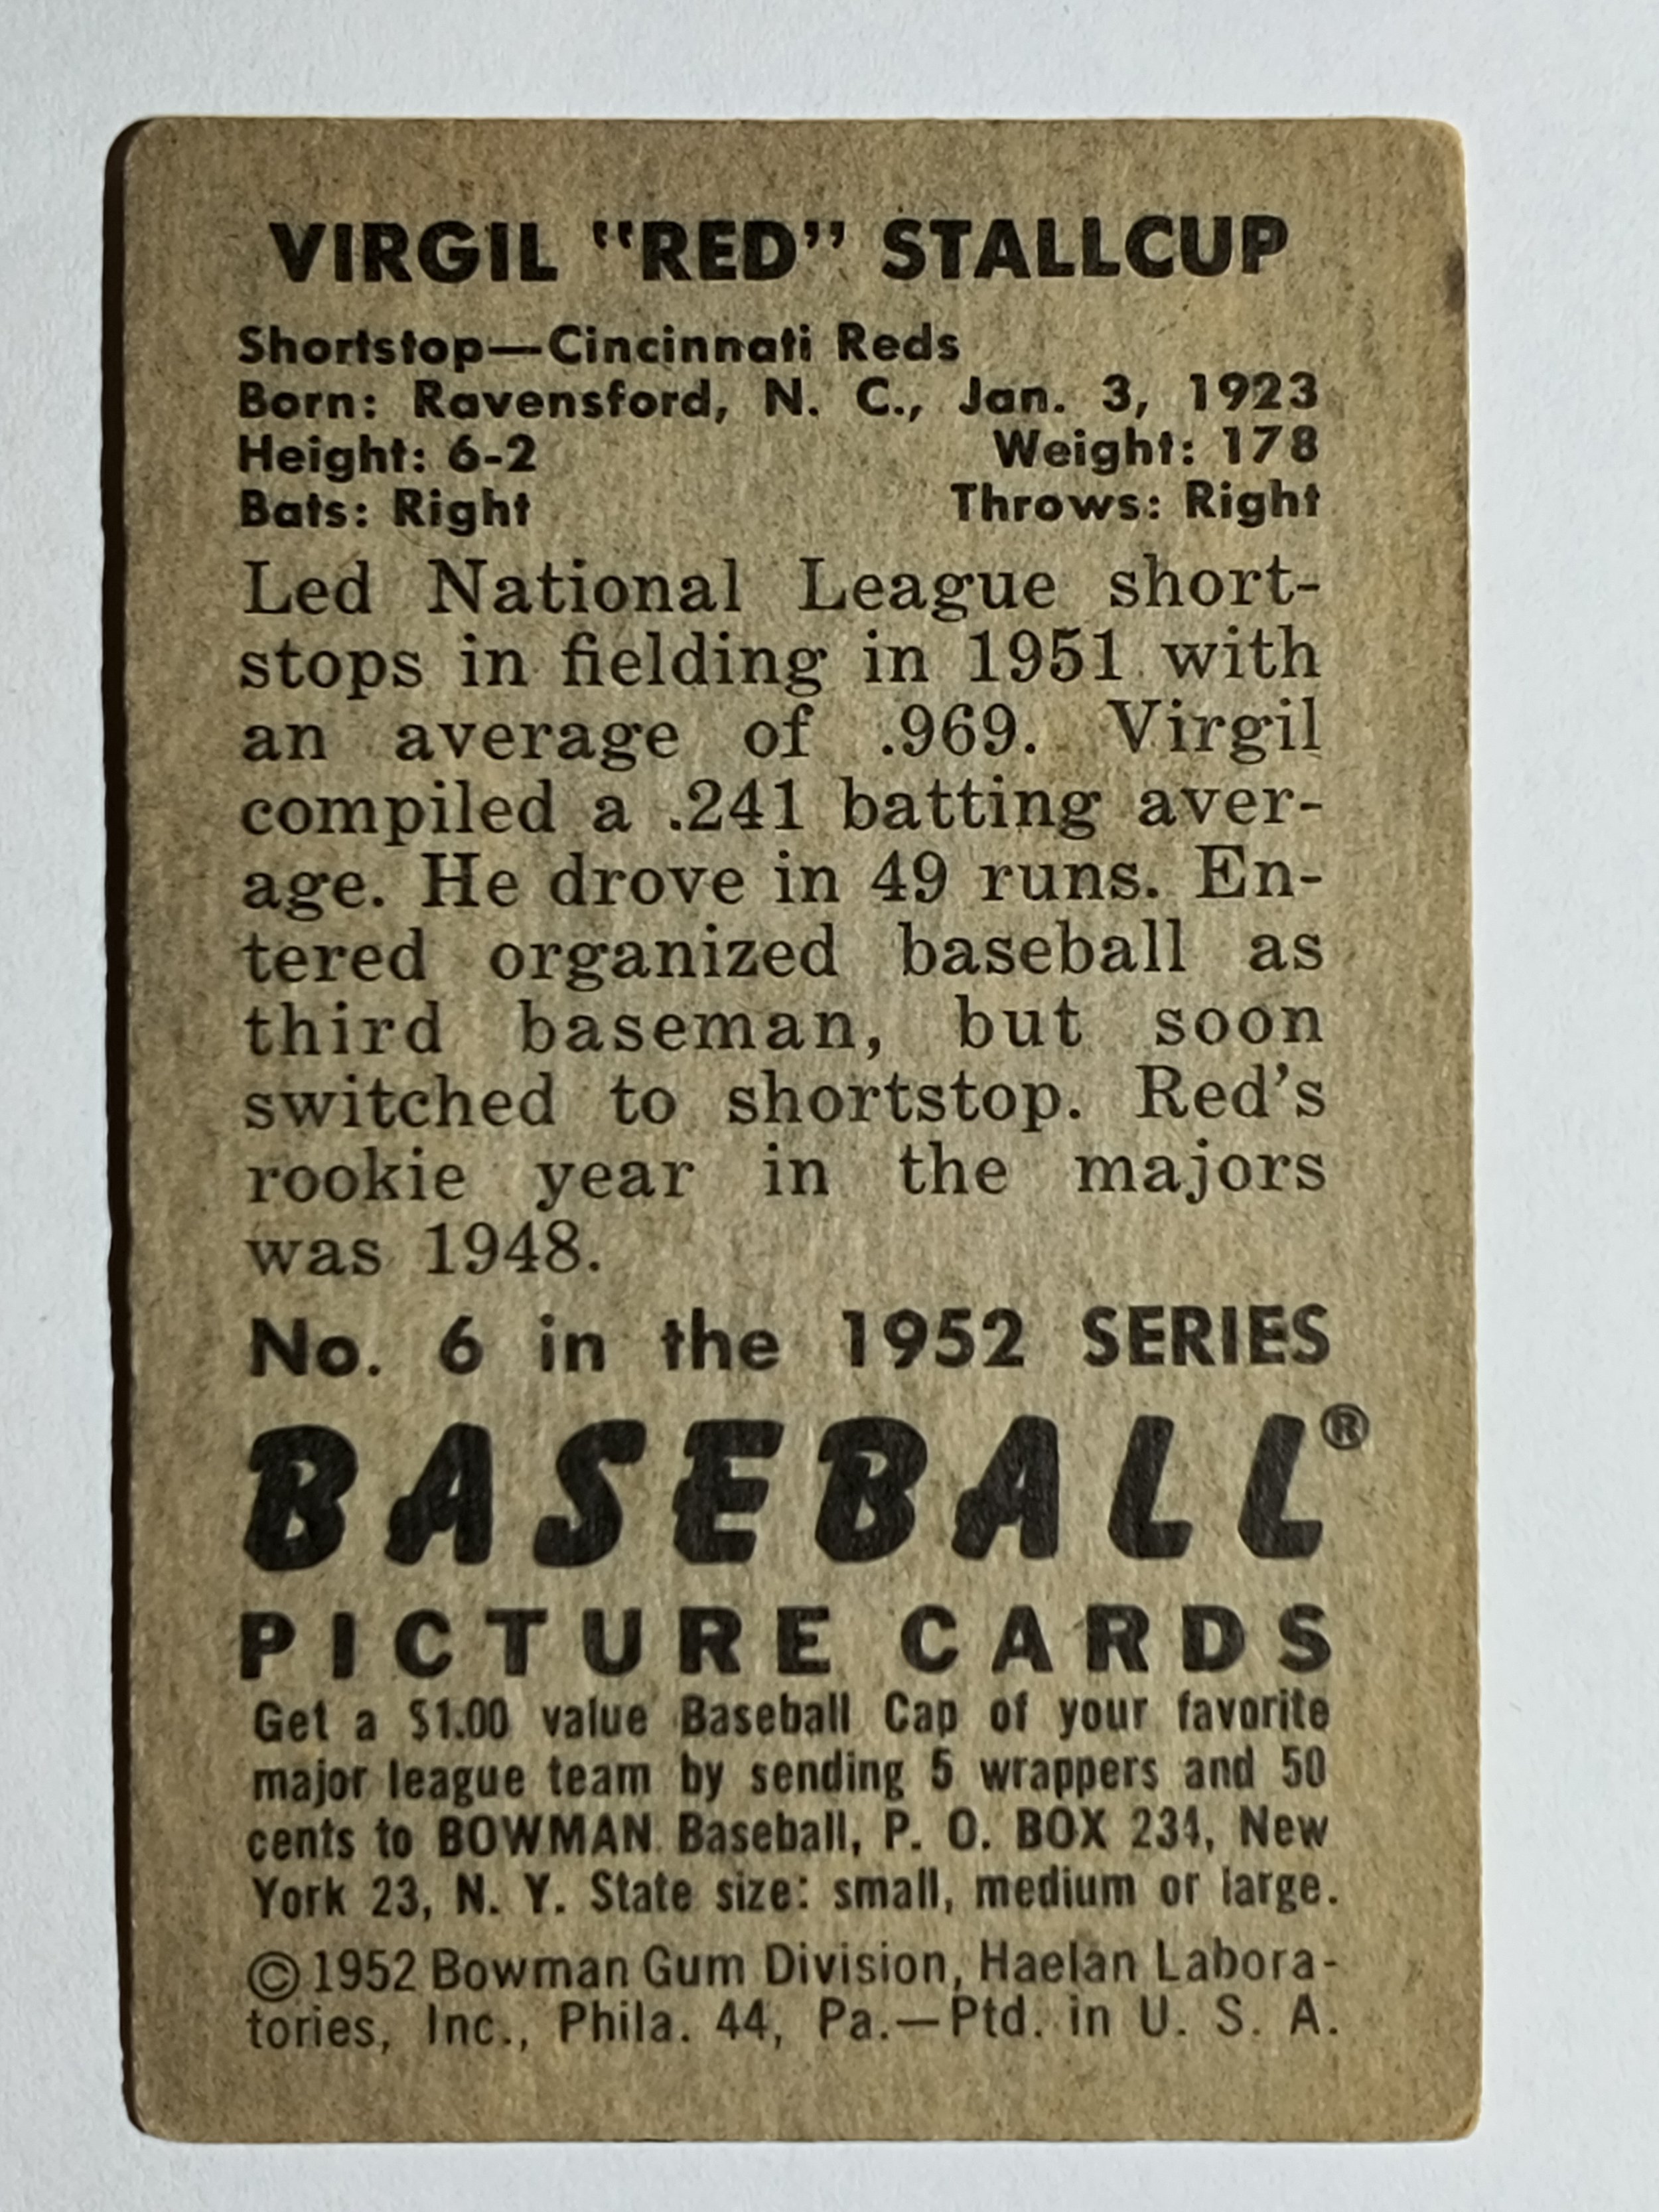 VIRGIL "RED" STALLCUP
Shortstop—Cincinnati Reds
Born: Ravensford, N. C., Jan. 3, 1923
Height: 6-2 Weight: 178
Bats: Right Throws: Right
Led National League short-
stops in fielding in 1951 with
an average of .969. Virgil
compiled a .241 batting aver-
age. He drove in 49 runs. En-
tered organized baseball as
third baseman, but soon
switched to shortstop. Red's
rookie year in the majors
was 1948.
No. 6 in the 1952 SERIES
BASEBALL®
PICTURE CARDS
Get a $1.00 value Baseball Cap of your favorite
major league team by sending 5 wrappers and 50
cents to BOWMAN Baseball, P. O. BOX 234, New
York 23, N. Y. State size: small, medium or large.
©1952 Bowman Gum Division, Haelan Labora-
tories, Inc., Phila. 44, Pa.—Ptd. in U. S. A.